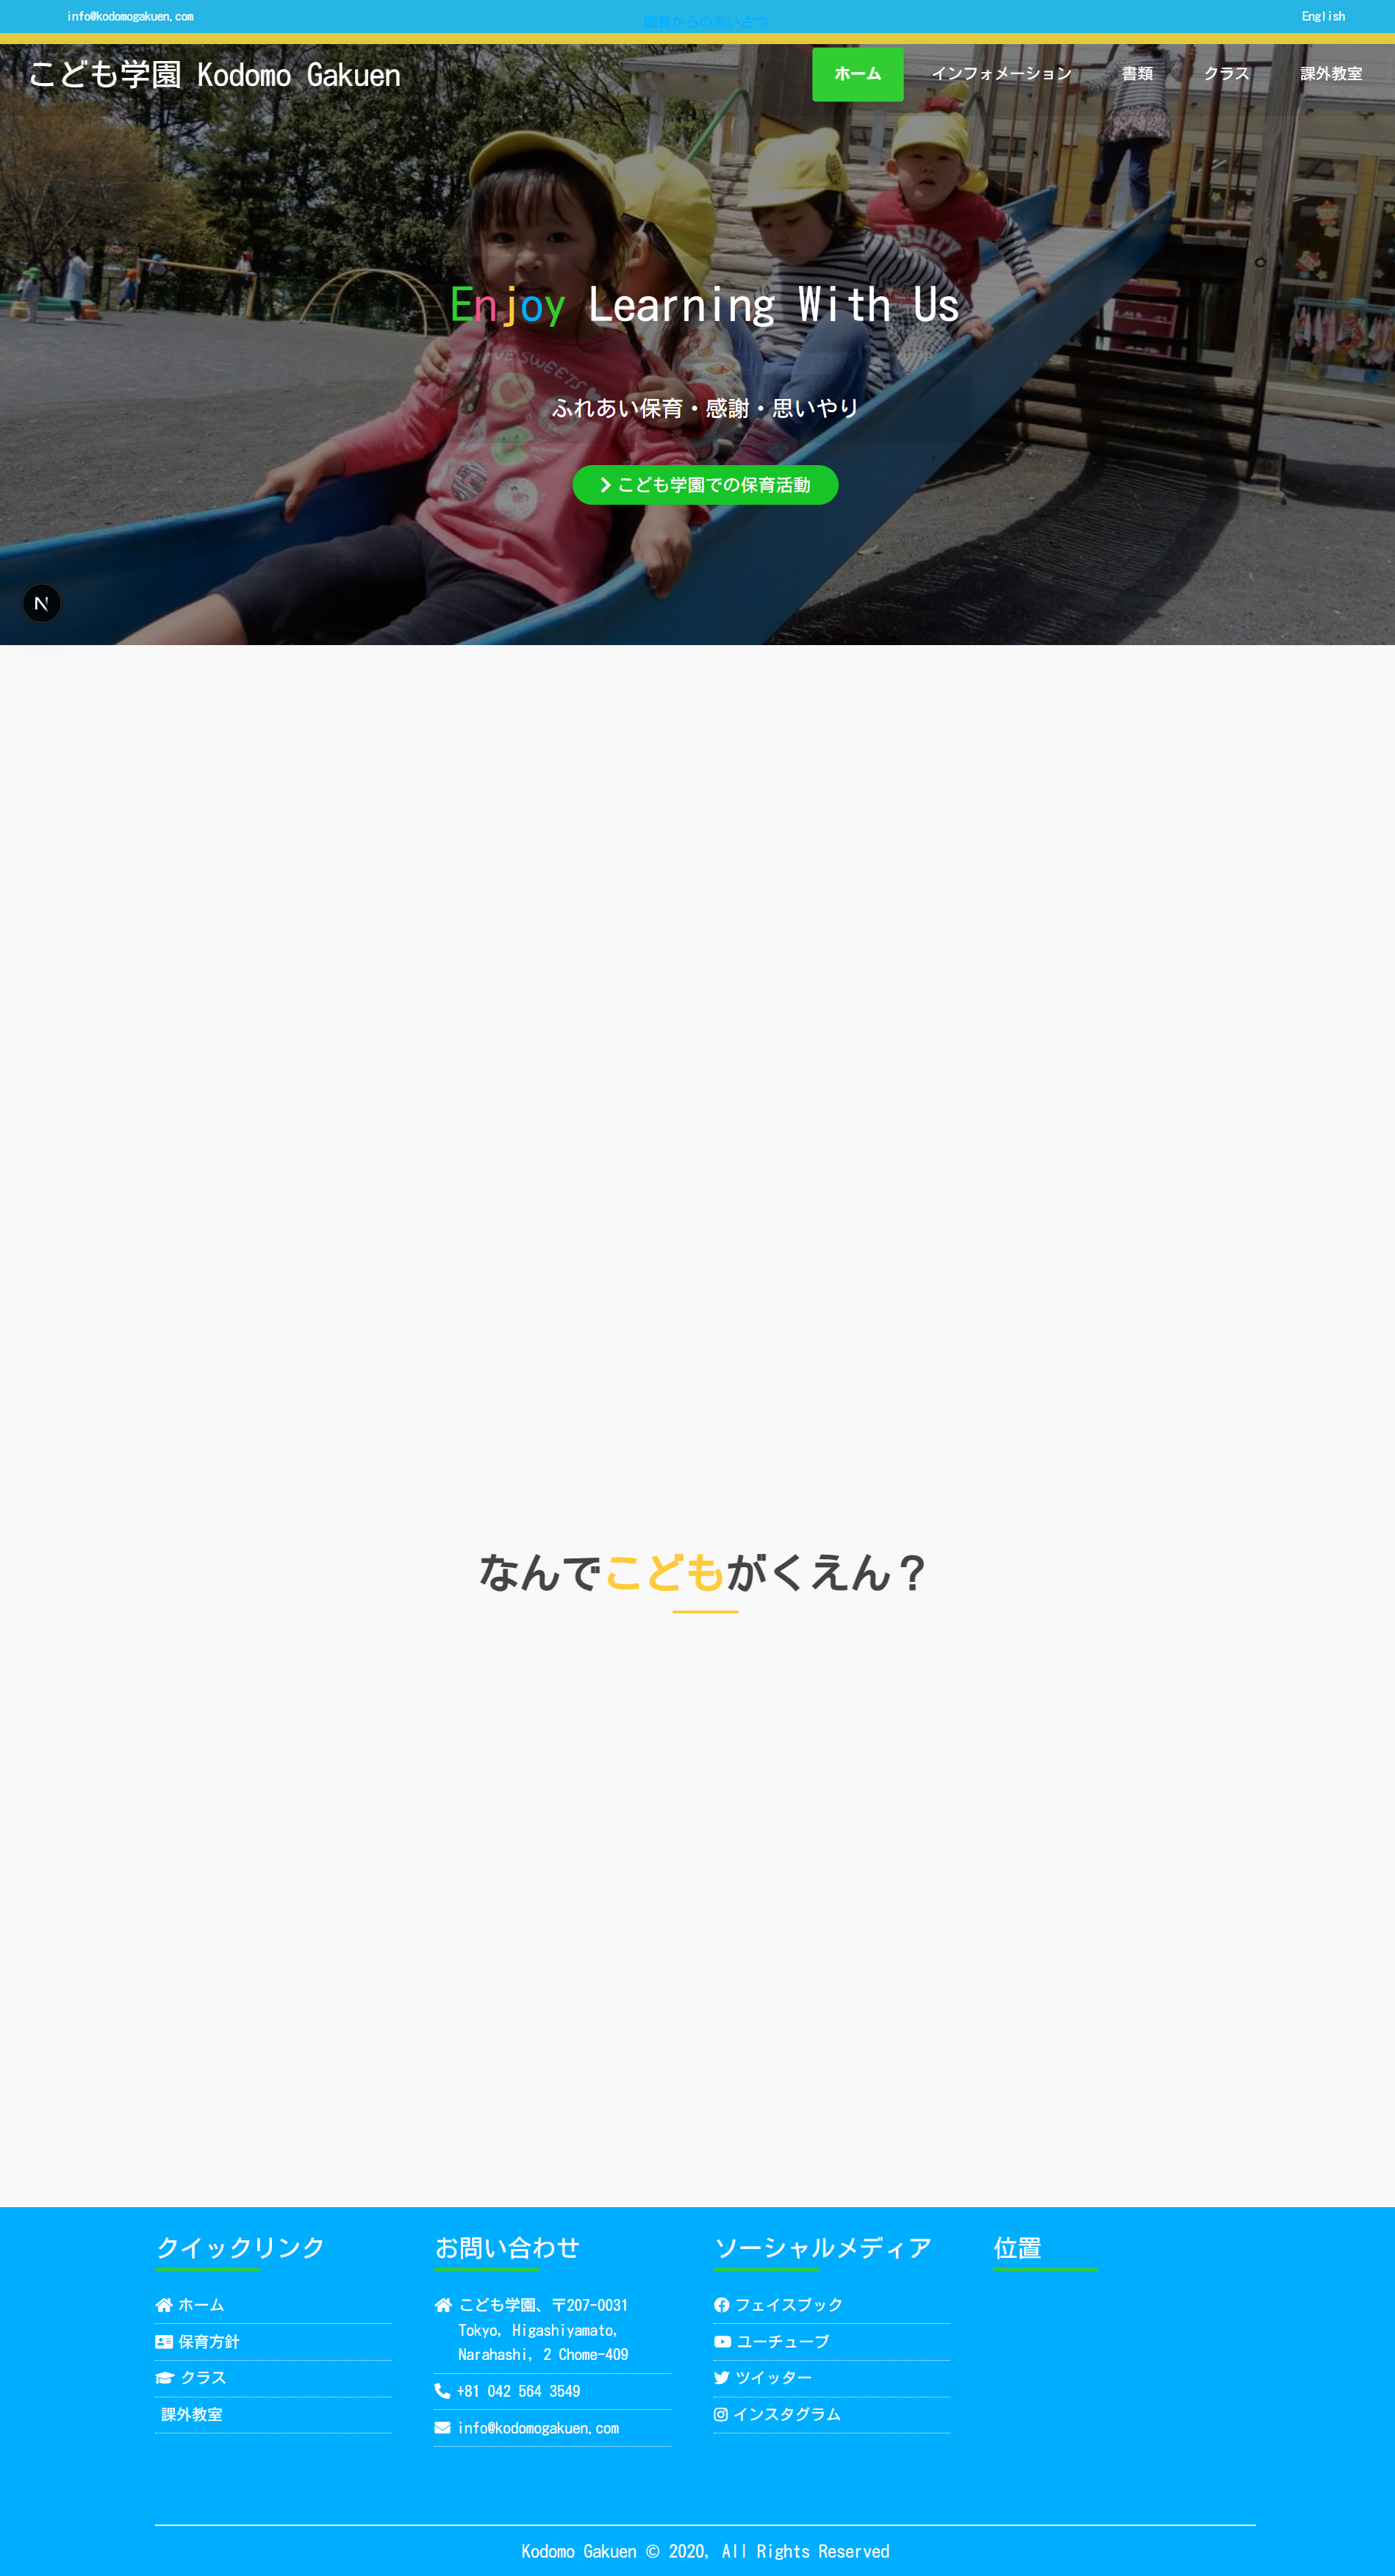 info@kodomogakuen.com
園長からのあいさつ
English
こども学園 Kodomo Gakuen
ホーム
インフォメーション
書類
クラス
課外教室
Enjoy Learning With Us
ふれあい保育・感謝・思いやり
こども学園での保育活動
N
なんでこどもがくえん？
クイックリンク
ホーム
保育方針
クラス
課外教室
お問い合わせ
こども学園、〒207-0031
Tokyo, Higashiyamato,
Narahashi, 2 Chome-409
+81 042 564 3549
info@kodomogakuen.com
ソーシャルメディア
フェイスブック
ユーチューブ
ツイッター
インスタグラム
位置
Kodomo Gakuen © 2020, All Rights Reserved